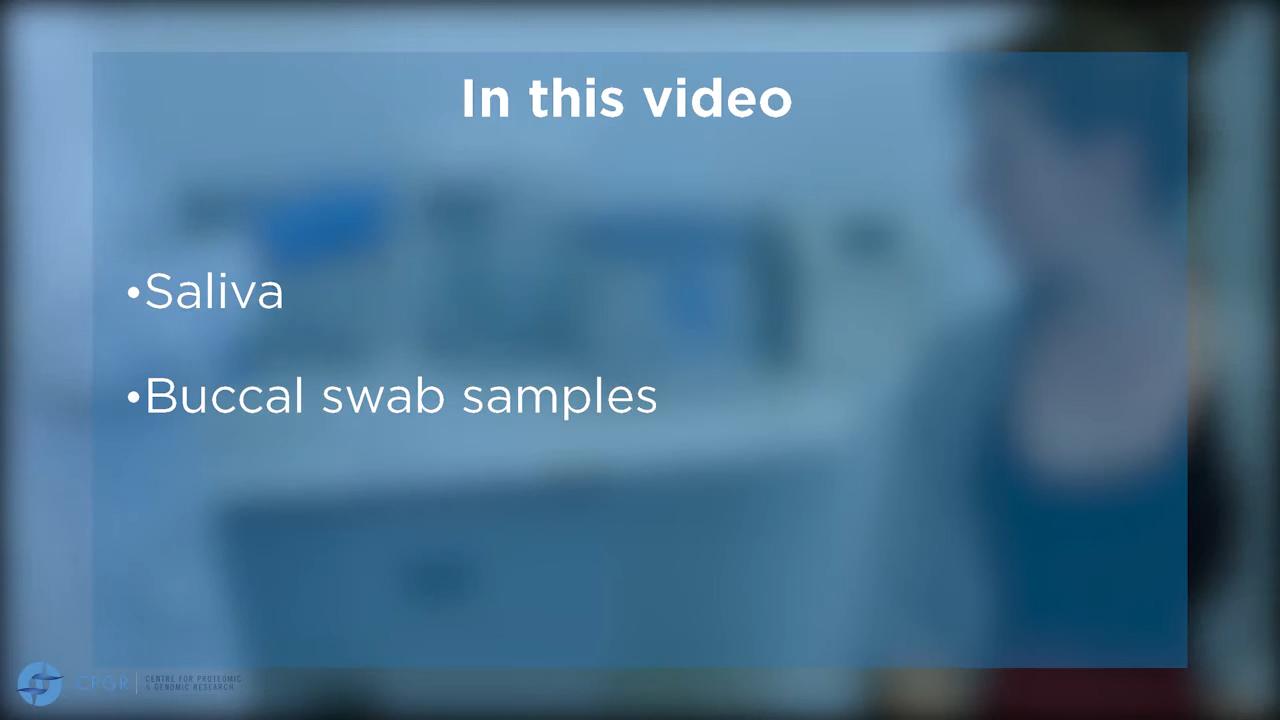 In this video
•Saliva
•Buccal swab samples
CPGR
CENTRE FOR PROTEOMIC
& GENOMIC RESEARCH